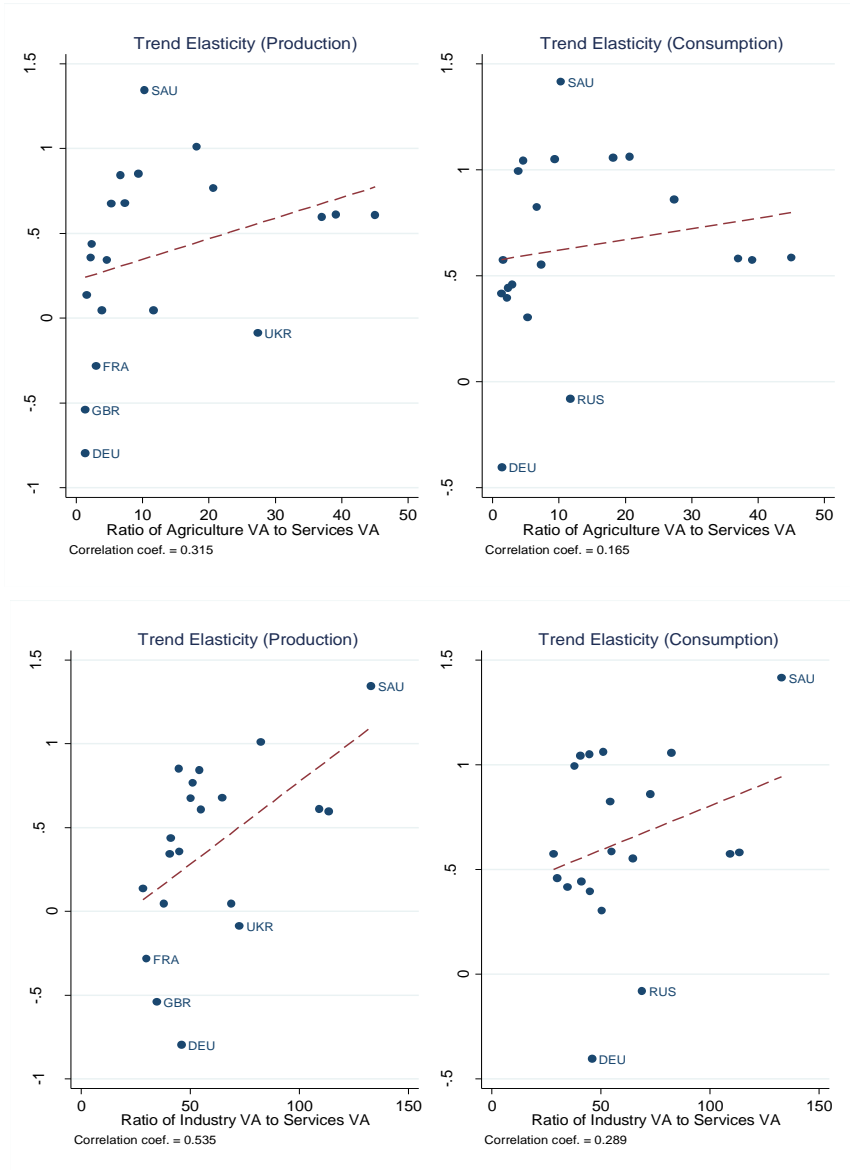 Trend Elasticity (Production)
1.5
1
.5
0
-.5
-1
SAU
UKR
FRA
GBR
DEU
0 10 20 30 40 50
Ratio of Agriculture VA to Services VA
Correlation coef. = 0.315
Trend Elasticity (Consumption)
1.5
1
.5
0
-.5
SAU
RUS
DEU
0 10 20 30 40 50
Ratio of Agriculture VA to Services VA
Correlation coef. = 0.165
Trend Elasticity (Production)
1.5
1
.5
0
-.5
-1
SAU
UKR
FRA
GBR
DEU
0 50 100 150
Ratio of Industry VA to Services VA
Correlation coef. = 0.535
Trend Elasticity (Consumption)
1.5
1
.5
0
-.5
SAU
RUS
DEU
0 50 100 150
Ratio of Industry VA to Services VA
Correlation coef. = 0.289